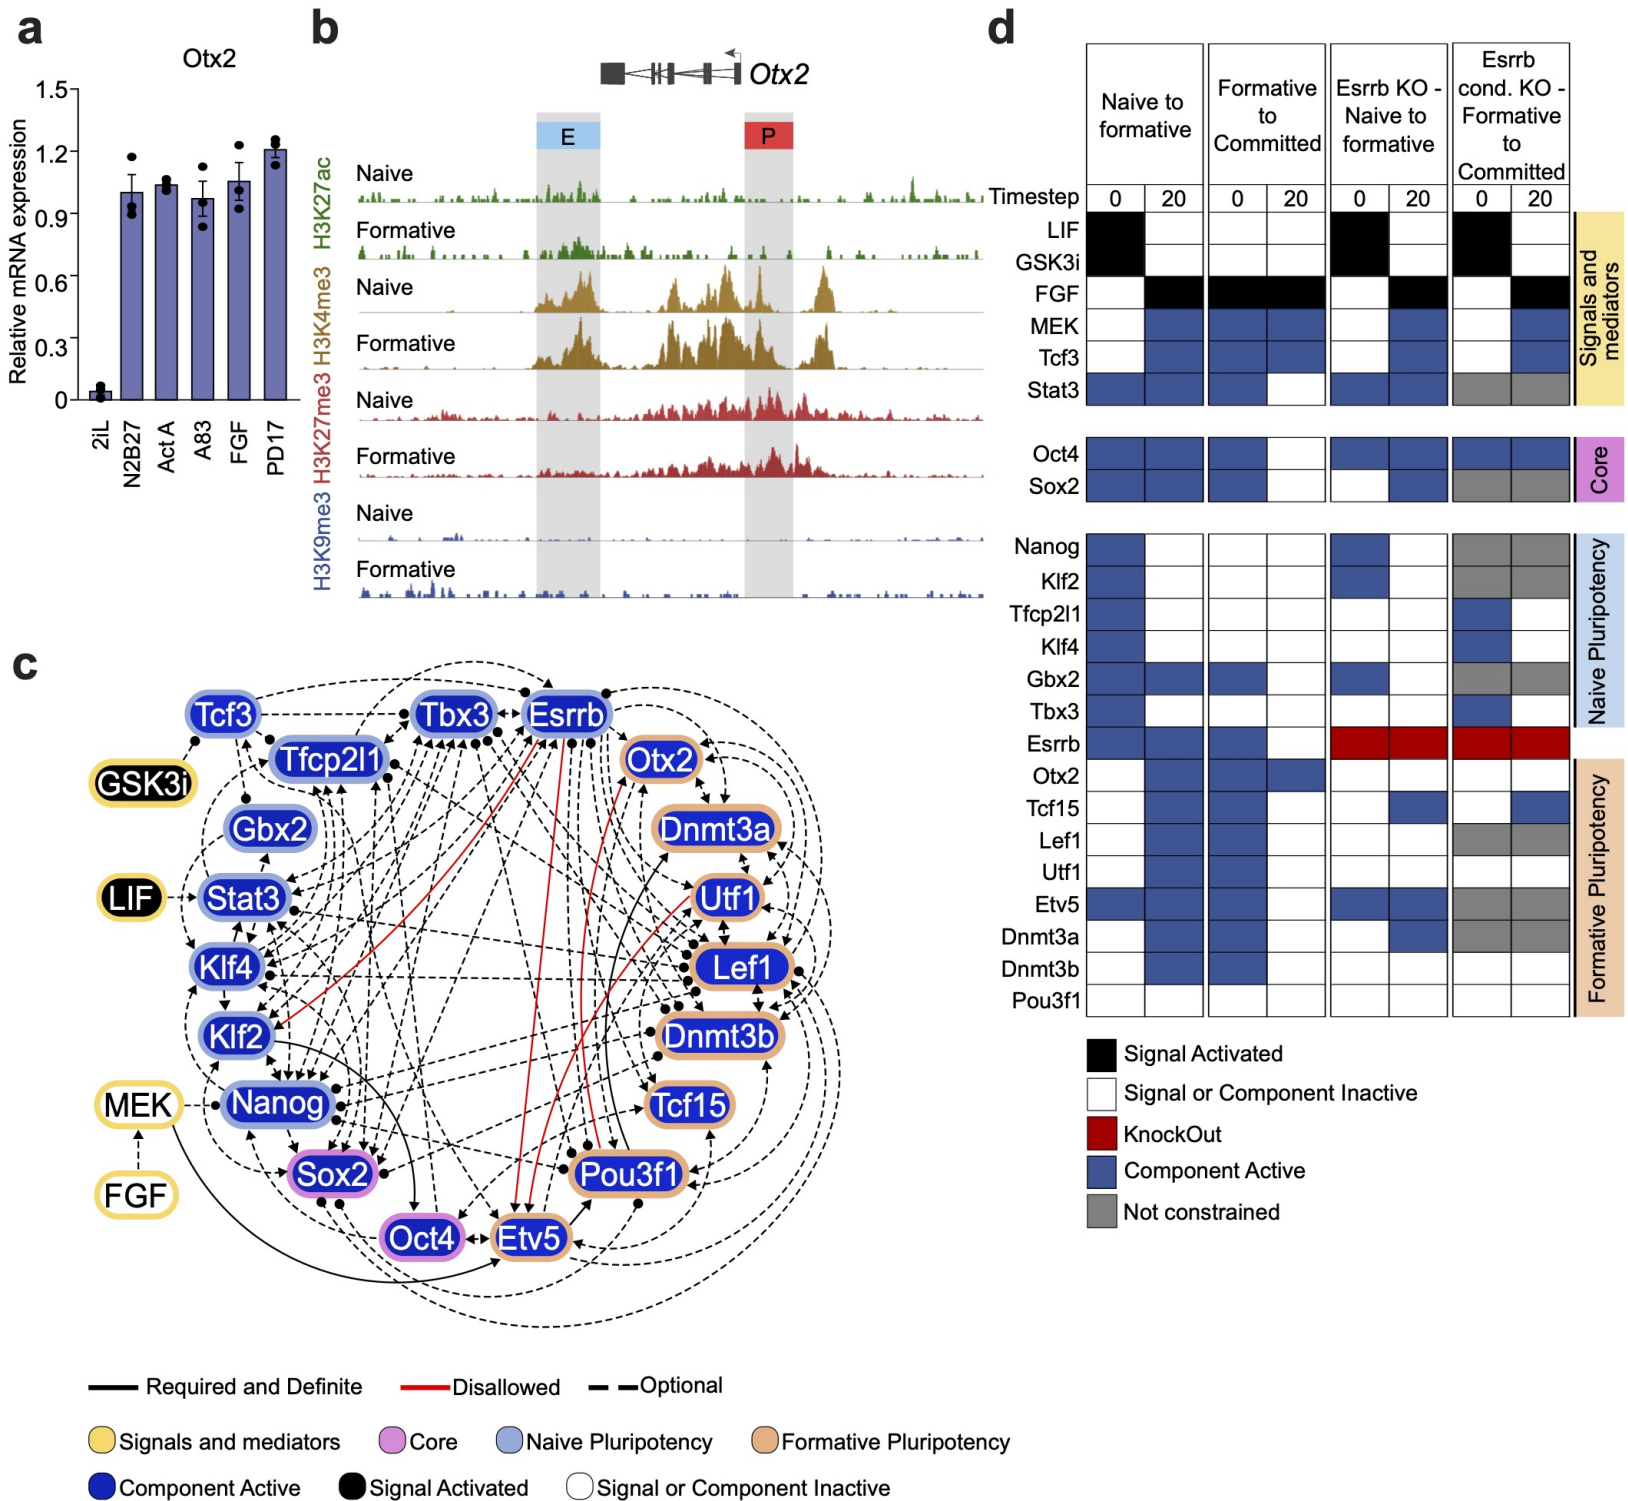 a
Otx2
1.5
1.2
0.9
0.6
0.3
0
Relative mRNA expression
2iL
N2B27
Act A
A83
FGF
PD17
b
Otx2
E
P
H3K27ac
Naive
Formative
H3K4me3
Naive
Formative
H3K27me3
Naive
Formative
H3K9me3
Naive
Formative
c
Tcf3
Tbx3
Esrrb
Tfcp2l1
Otx2
GSK3i
Gbx2
Dnmt3a
LIF
Stat3
Utf1
Klf4
Lef1
Klf2
Dnmt3b
MEK
Nanog
Tcf15
Sox2
Pou3f1
FGF
Oct4
Etv5
Required and Definite
Disallowed
Optional
Signals and mediators
Core
Naive Pluripotency
Formative Pluripotency
Component Active
Signal Activated
Signal or Component Inactive
d
Naive to
formative
Formative
to
Committed
Esrrb KO -
Naive to
formative
Esrrb
cond. KO -
Formative
to
Committed
Timestep
0 20 0 20 0 20 0 20
LIF
GSK3i
FGF
MEK
Tcf3
Stat3
Signals and
mediators
Oct4
Sox2
Core
Nanog
Klf2
Tfcp2l1
Klf4
Gbx2
Tbx3
Esrrb
Naive Pluripotency
Otx2
Tcf15
Lef1
Utf1
Etv5
Dnmt3a
Dnmt3b
Pou3f1
Formative Pluripotency
Signal Activated
Signal or Component Inactive
KnockOut
Component Active
Not constrained